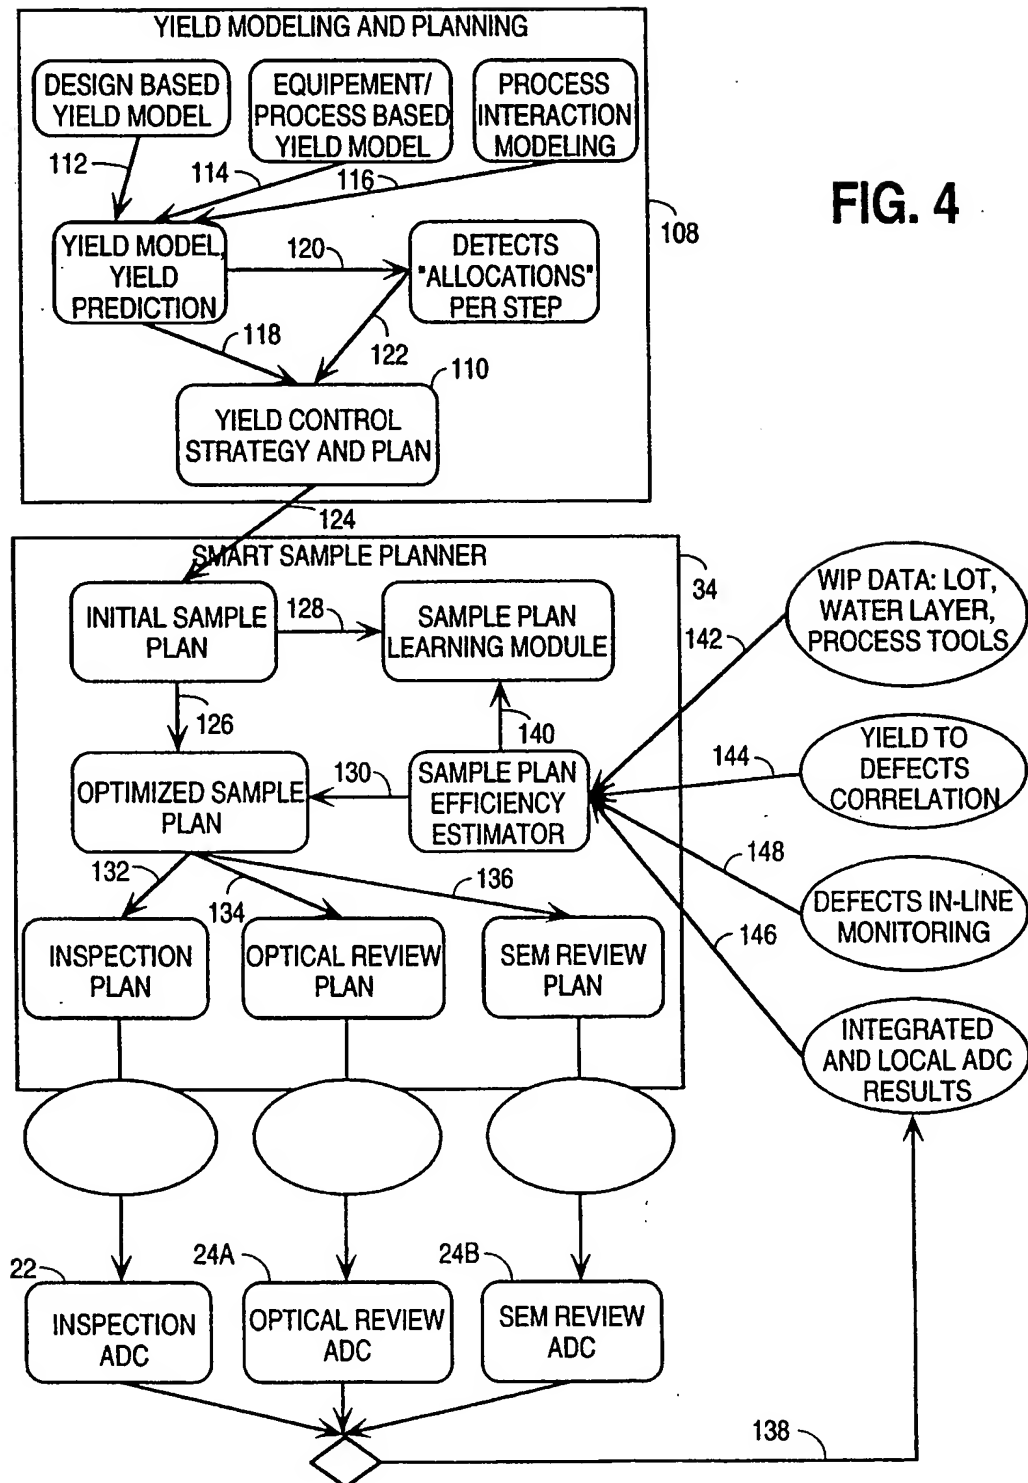 YIELD MODELING AND PLANNING
DESIGN BASED
YIELD MODEL
EQUIPEMENT/
PROCESS BASED
YIELD MODEL
PROCESS
INTERACTION
MODELING
112
114
116
FIG. 4
108
YIELD MODEL,
YIELD
PREDICTION
120
DETECTS
"ALLOCATIONS"
PER STEP
118
122
110
YIELD CONTROL
STRATEGY AND PLAN
124
SMART SAMPLE PLANNER
34
INITIAL SAMPLE
PLAN
128
SAMPLE PLAN
LEARNING MODULE
142
WIP DATA: LOT,
WATER LAYER,
PROCESS TOOLS
126
140
OPTIMIZED SAMPLE
PLAN
130
SAMPLE PLAN
EFFICIENCY
ESTIMATOR
144
YIELD TO
DEFECTS
CORRELATION
132
134
136
148
DEFECTS IN-LINE
MONITORING
146
INSPECTION
PLAN
OPTICAL REVIEW
PLAN
SEM REVIEW
PLAN
INTEGRATED
AND LOCAL ADC
RESULTS
22
24A
24B
INSPECTION
ADC
OPTICAL REVIEW
ADC
SEM REVIEW
ADC
138